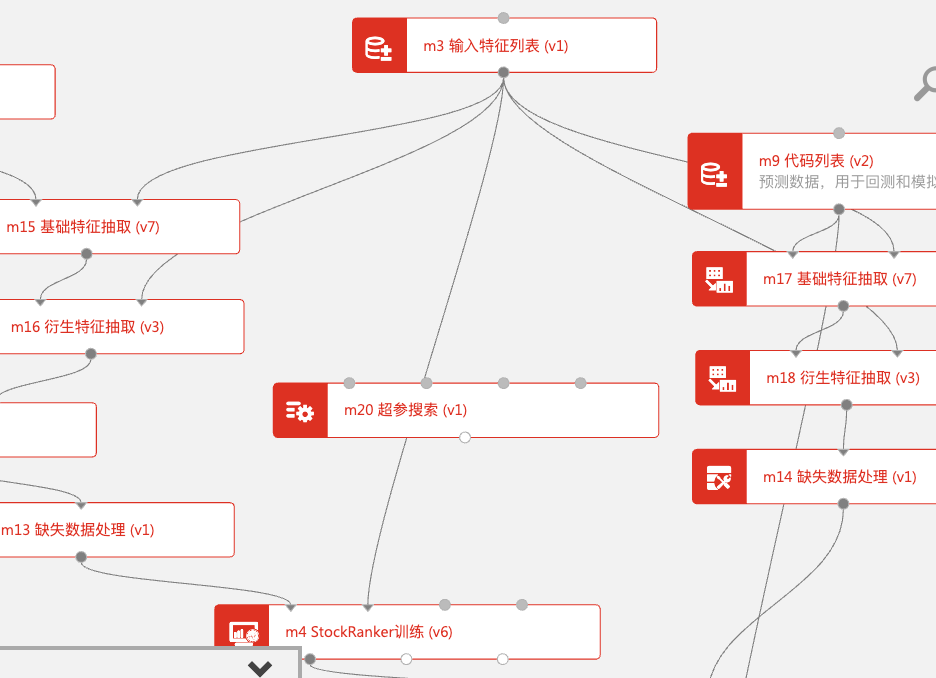 m3 输入特征列表 (v1)
m9 代码列表 (v2)
预测数据，用于回测和模拟
m15 基础特征抽取 (v7)
m17 基础特征抽取 (v7)
m16 衍生特征抽取 (v3)
m18 衍生特征抽取 (v3)
m20 超参搜索 (v1)
m14 缺失数据处理 (v1)
m13 缺失数据处理 (v1)
m4 StockRanker训练 (v6)